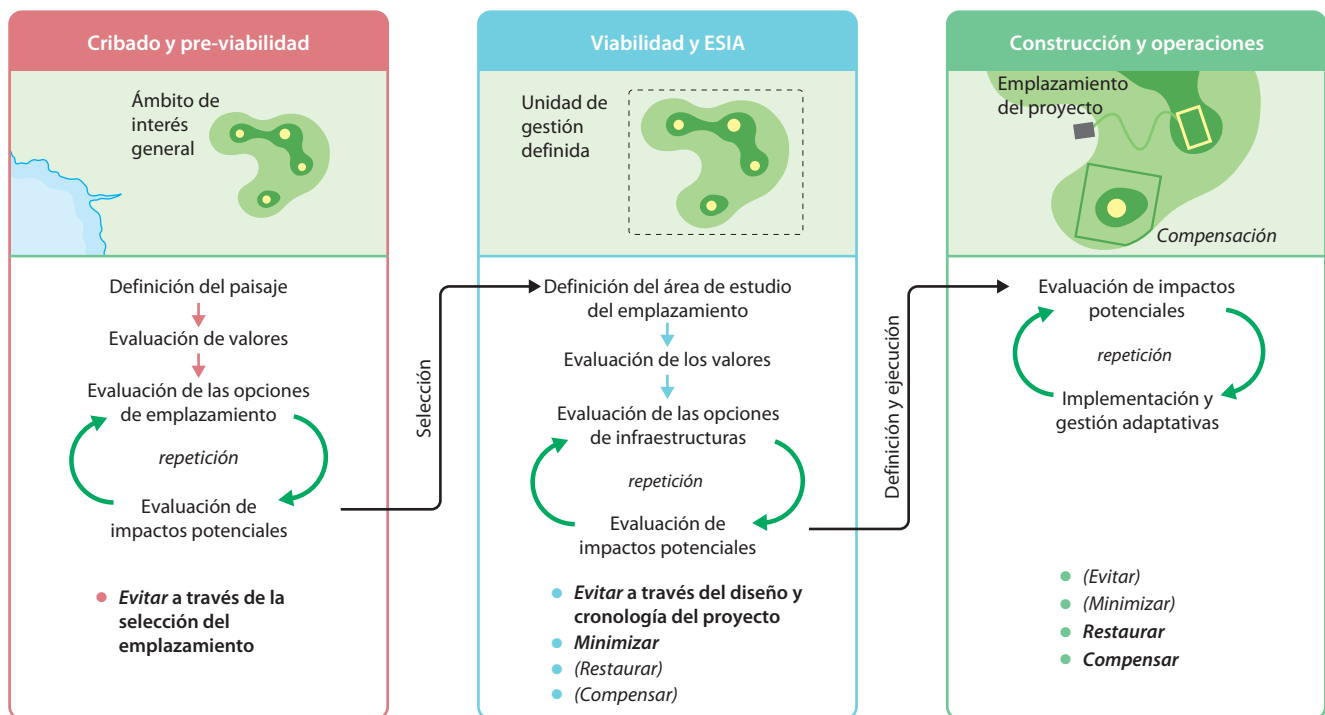 Cribado y pre-viabilidad
Ámbito de
interés
general
Definición del paisaje
Evaluación de valores
Evaluación de las opciones
de emplazamiento
repetición
Evaluación de
impactos potenciales
Evitar a través de la
selección del
emplazamiento
Selección
Viabilidad y ESIA
Unidad de
gestión
definida
Definición del área de estudio
del emplazamiento
Evaluación de los valores
Evaluación de las opciones
de infraestructuras
repetición
Evaluación de
impactos potenciales
Evitar a través del diseño y
cronología del proyecto
Minimizar
(Restaurar)
(Compensar)
Definición y ejecución
Construcción y operaciones
Emplazamiento
del proyecto
Compensación
Evaluación de impactos
potenciales
repetición
Implementación y
gestión adaptativas
(Evitar)
(Minimizar)
Restaurar
Compensar